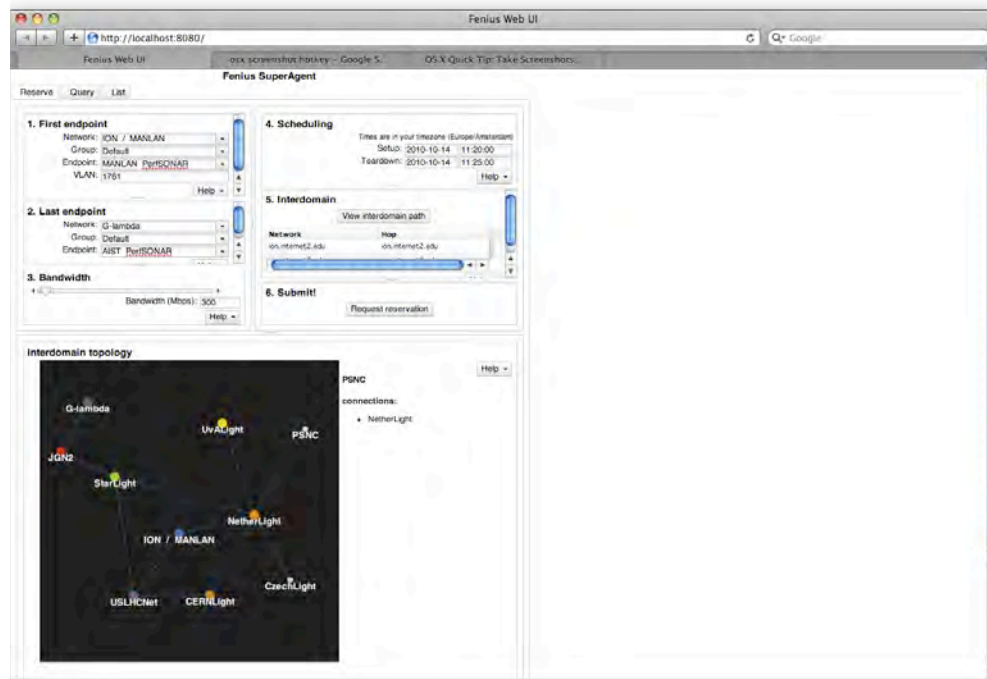 Fenius Web UI
http://localhost:8080/
Google
Fenius Web UI
osx screenshot hotkey - Google S...
OS X Quick Tip: Take Screenshots...
Fenius SuperAgent
Reserve Query List
1. First endpoint
Network: ION / MANLAN
Group: Default
Endpoint: MANLAN PerfSONAR
VLAN: 1761
Help
2. Last endpoint
Network: G-lambda
Group: Default
Endpoint: AIST PerfSONAR
3. Bandwidth
Bandwidth (Mbps): 300
Help
4. Scheduling
Times are in your timezone (Europe/Amsterdam)
Setup: 2010-10-14 11:20:00
Teardown: 2010-10-14 11:25:00
Help
5. Interdomain
View interdomain path
Network Hop
ion.internet2.edu ion.internet2.edu
6. Submit!
Request reservation
Interdomain topology
Help
PSNC
connections:
• NetherLight
G-lambda
UvALight
PSNC
JGN2
StarLight
NetherLight
ION / MANLAN
CzechLight
USLHCNet
CERNLight